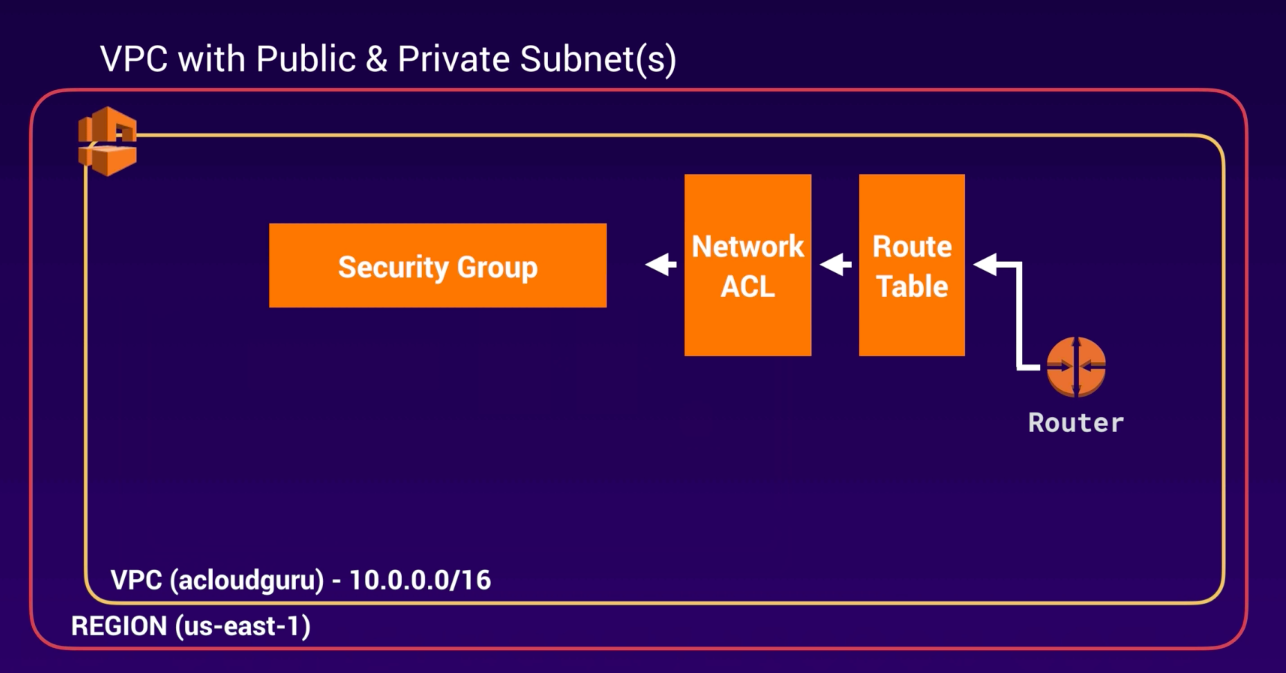 VPC with Public & Private Subnet(s)
Security Group
Network
ACL
Route
Table
Router
VPC (acloudguru) - 10.0.0.0/16
REGION (us-east-1)